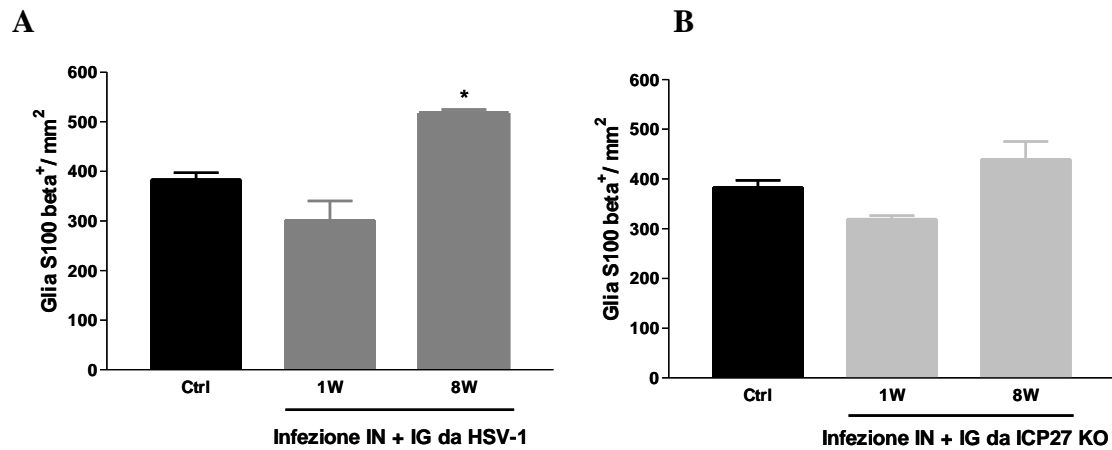 A
600
500
400
300
200
100
0
Glia S100 beta⁺/ mm²
*
Ctrl
1W
8W
Infezione IN + IG da HSV-1
B
600
500
400
300
200
100
0
Glia S100 beta⁺/ mm²
Ctrl
1W
8W
Infezione IN + IG da ICP27 KO